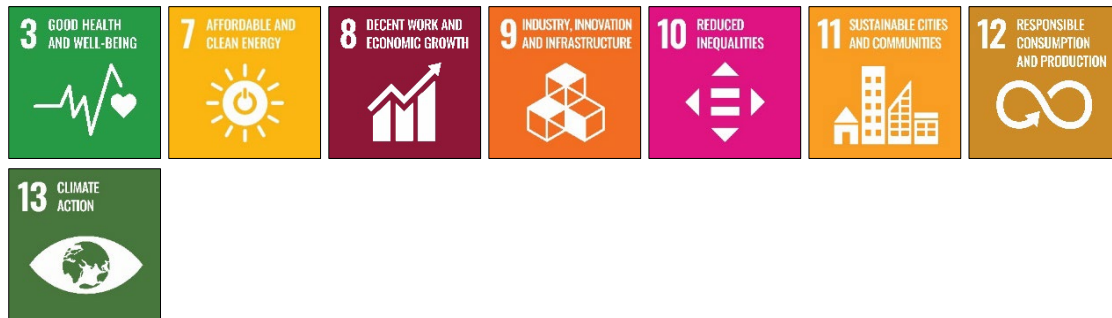 3 GOOD HEALTH
AND WELL-BEING
7 AFFORDABLE AND
CLEAN ENERGY
8 DECENT WORK AND
ECONOMIC GROWTH
9 INDUSTRY, INNOVATION
AND INFRASTRUCTURE
10 REDUCED
INEQUALITIES
11 SUSTAINABLE CITIES
AND COMMUNITIES
12 RESPONSIBLE
CONSUMPTION
AND PRODUCTION
13 CLIMATE
ACTION